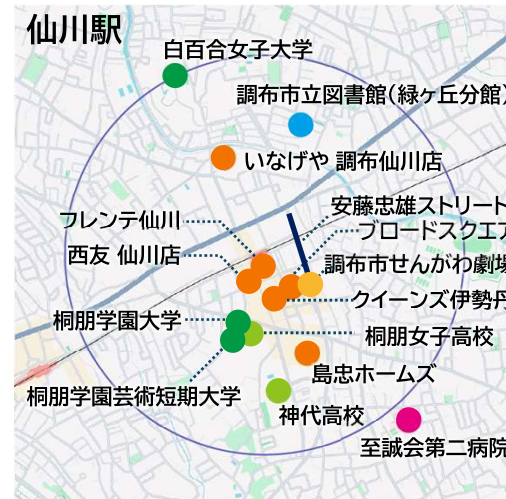 仙川駅
白百合女子大学
調布市立図書館(緑ヶ丘分館)
いなげや 調布仙川店
安藤忠雄ストリート
フレンテ仙川
ブロードスクエア
西友 仙川店
調布市せんがわ劇場
クイーンズ伊勢丹
桐朋学園大学
桐朋女子高校
島忠ホームズ
桐朋学園芸術短期大学
神代高校
至誠会第二病院